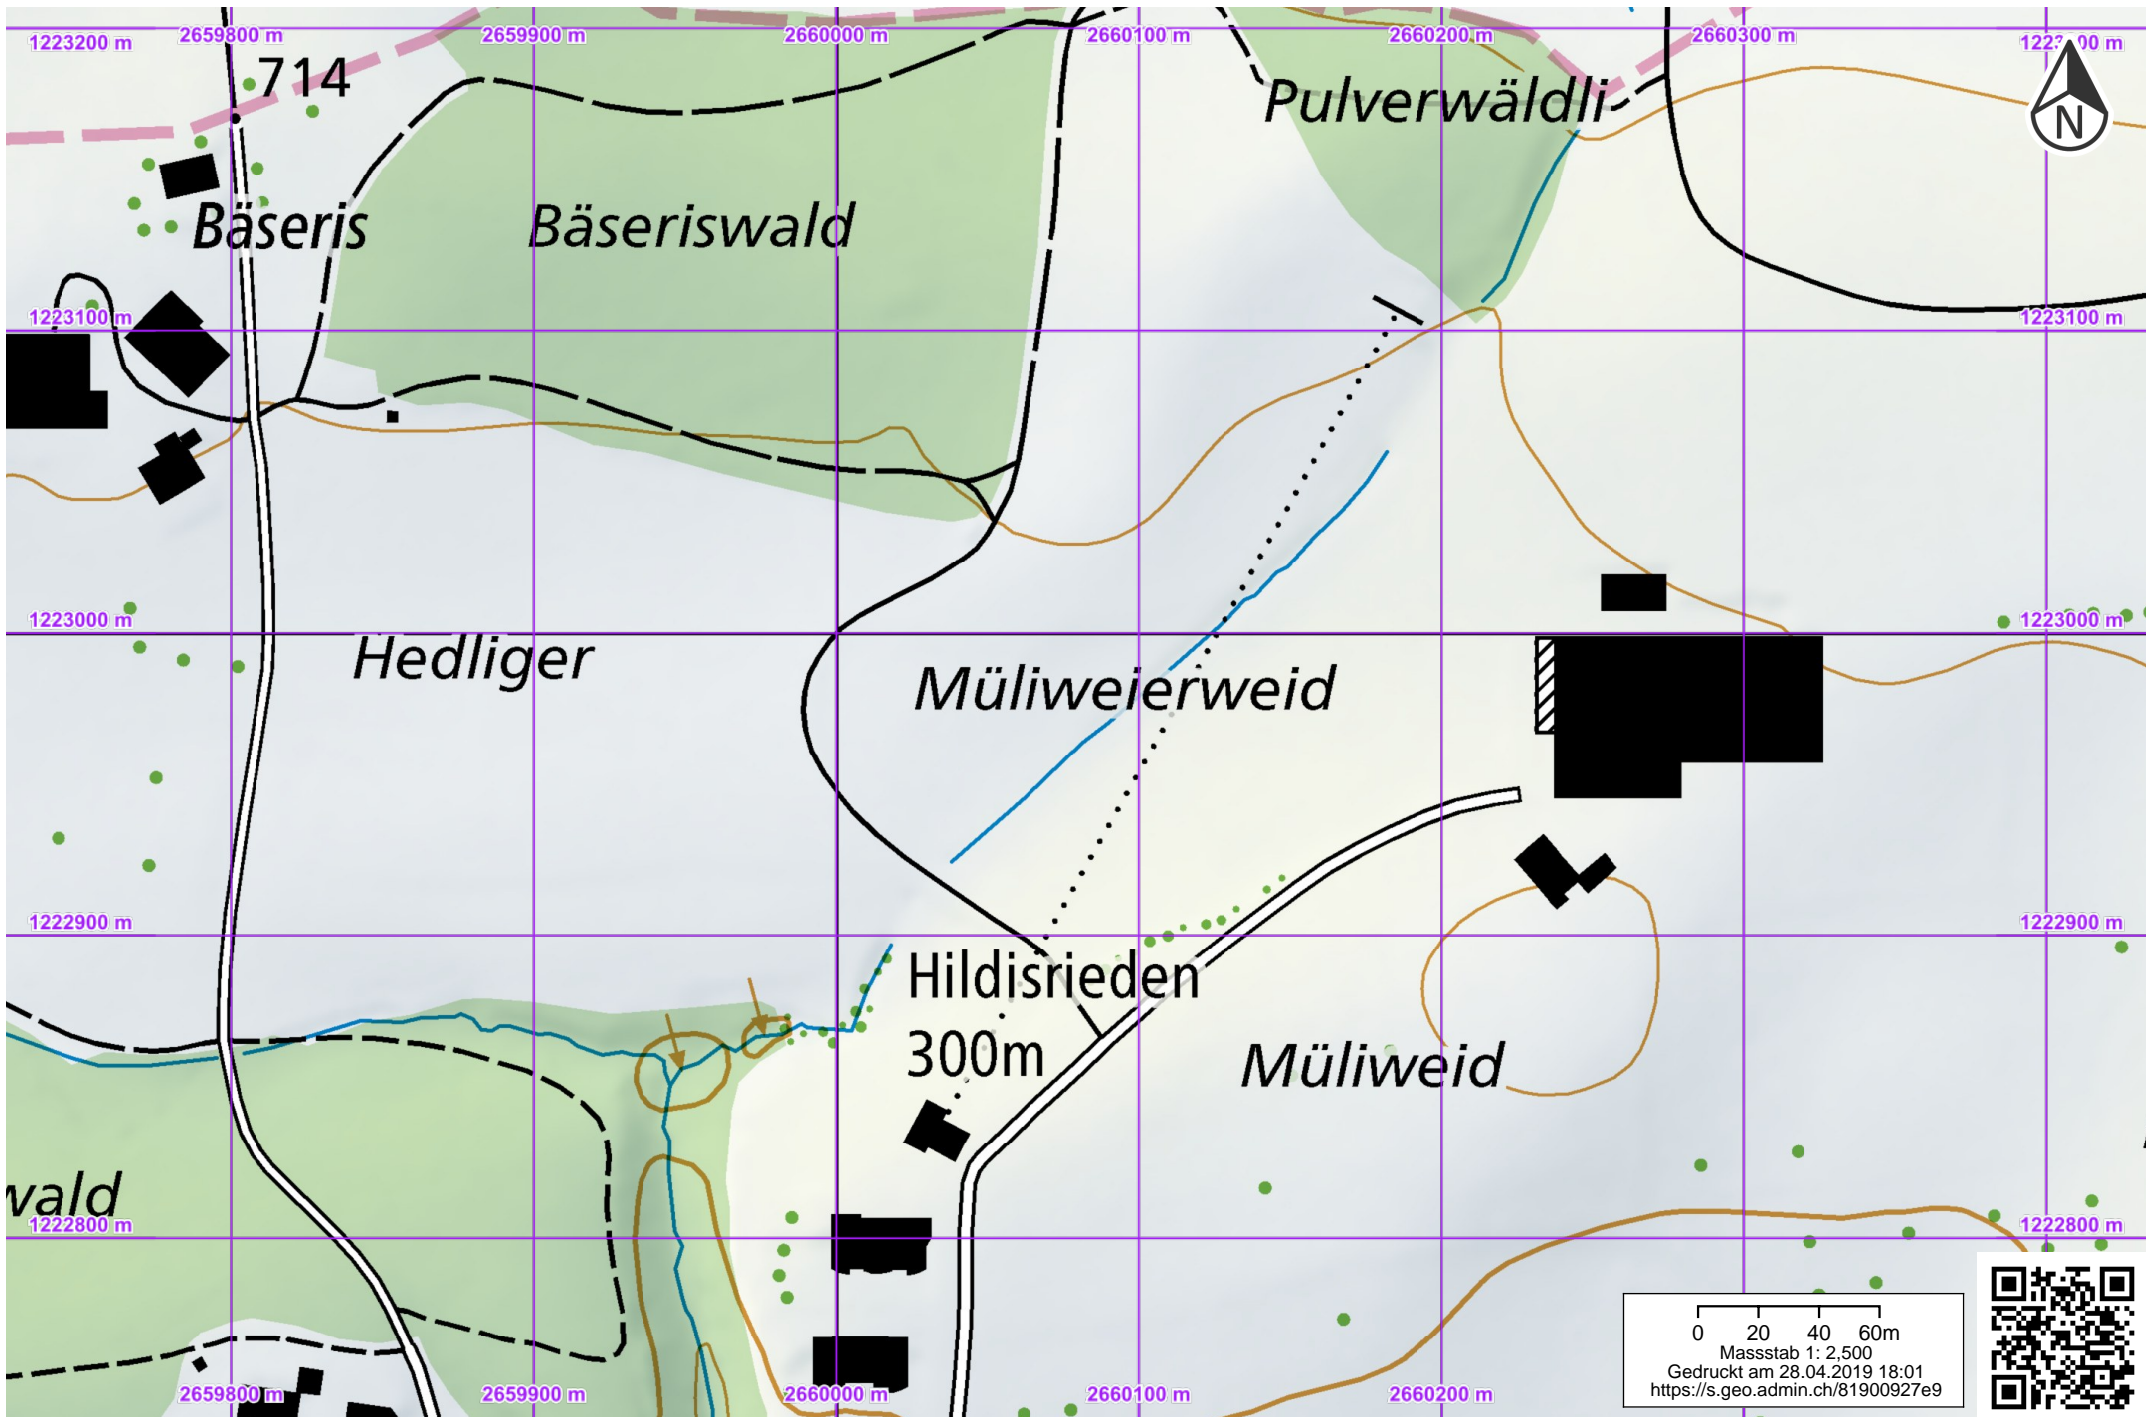 2659800 m
2659900 m
2660000 m
2660100 m
2660200 m
2660300 m
1223200 m
714
Pulverwäldli
N
Bäseris
Bäseriswald
1223100 m
1223100 m
1223000 m
1223000 m
Hedliger
Müliweierweid
1222900 m
1222900 m
Hildisrieden
300m
Müliweid
wald
1222800 m
1222800 m
0 20 40 60m
Massstab 1: 2,500
Gedruckt am 28.04.2019 18:01
https://s.geo.admin.ch/81900927e9
2659800 m
2659900 m
2660000 m
2660100 m
2660200 m